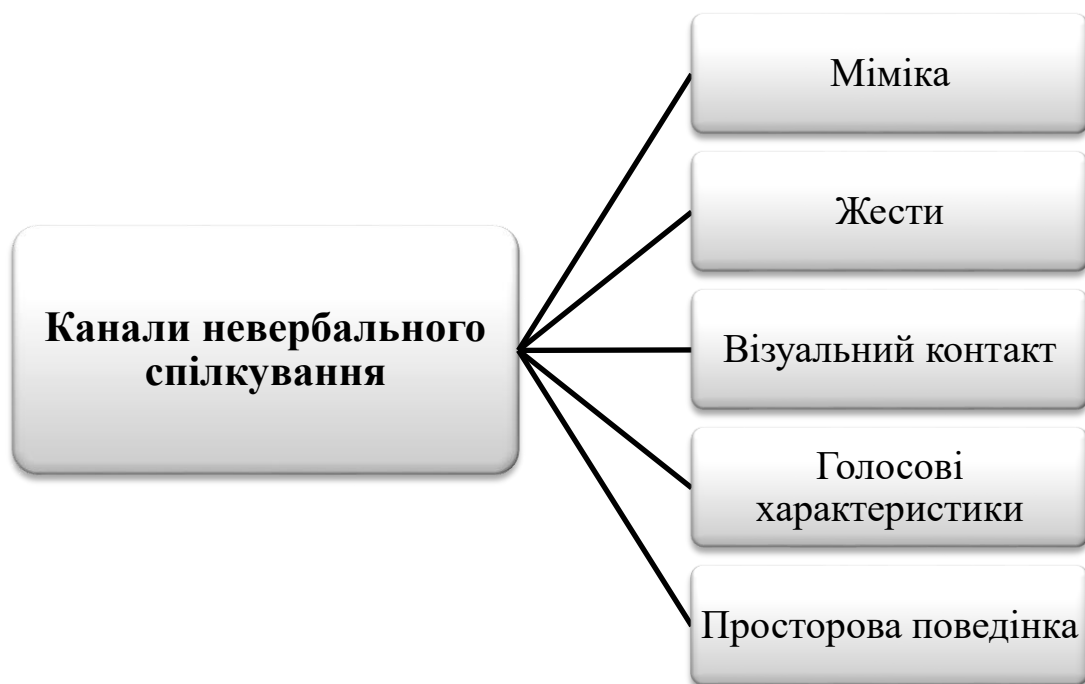 Канали невербального
спілкування
Міміка
Жести
Візуальний контакт
Голосові
характеристики
Просторова поведінка